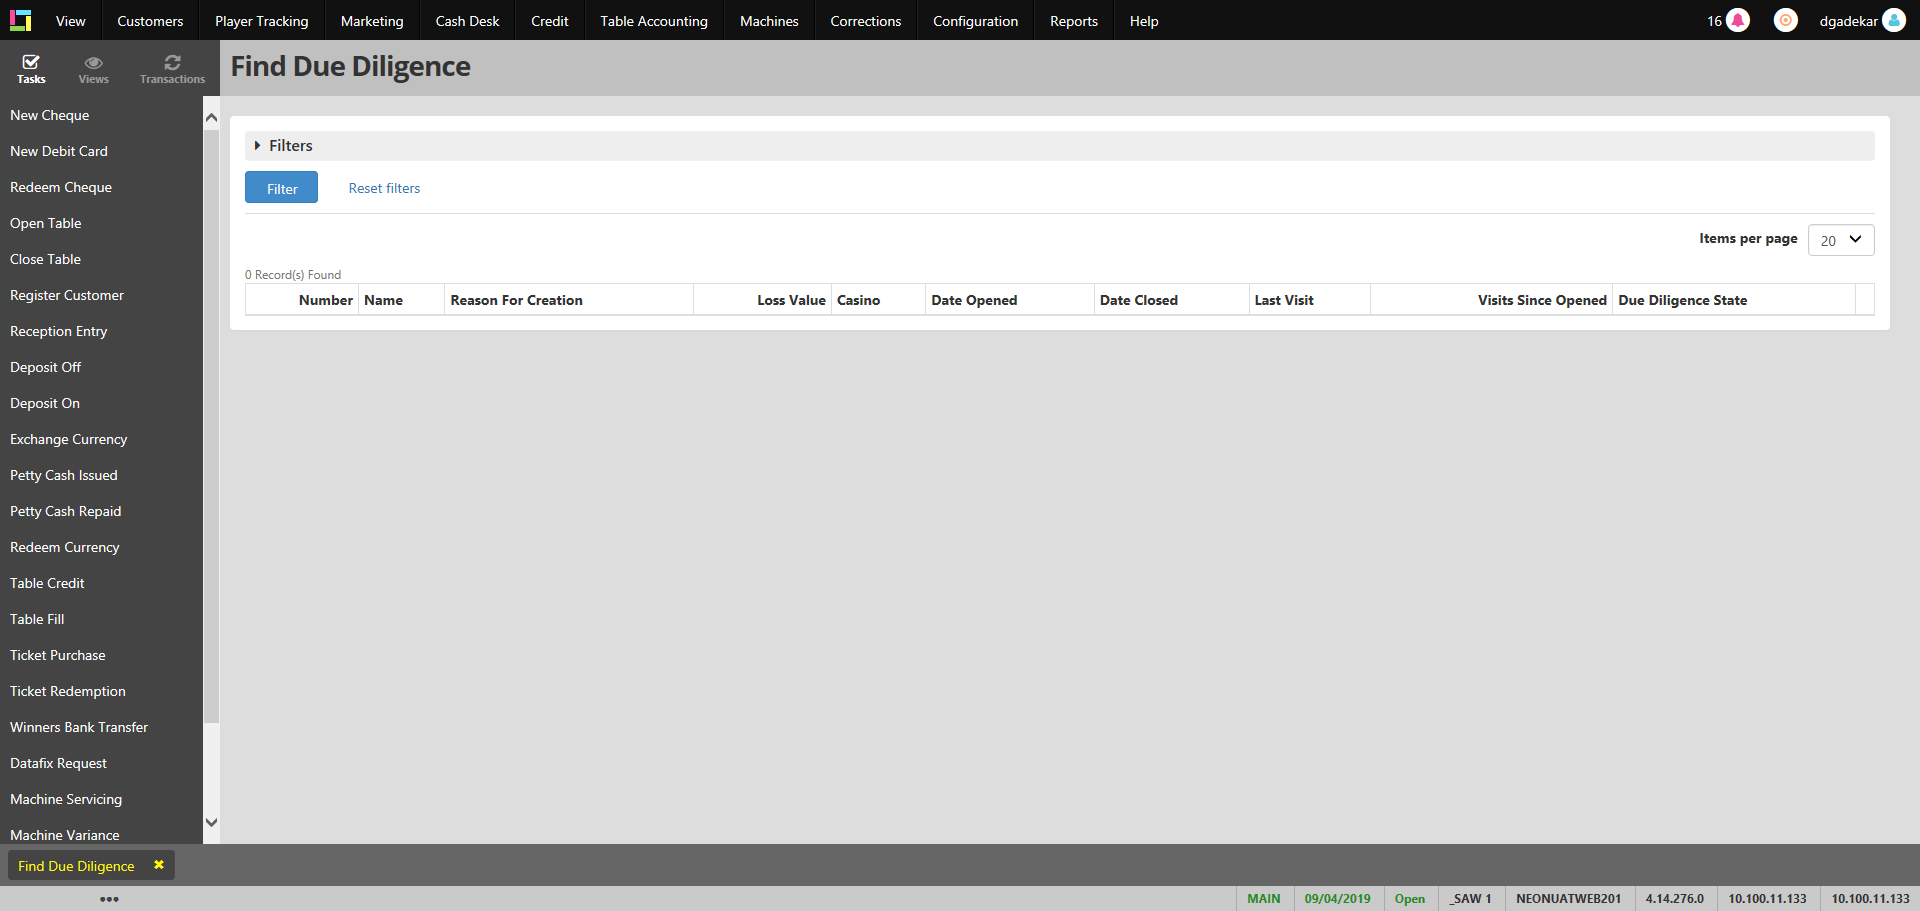 View Customers Player Tracking Marketing Cash Desk Credit Table Accounting Machines Corrections Configuration Reports Help 16 dgadekar
Tasks Views Transactions
Find Due Diligence
New Cheque
New Debit Card
Redeem Cheque
Open Table
Close Table
Register Customer
Reception Entry
Deposit Off
Deposit On
Exchange Currency
Petty Cash Issued
Petty Cash Repaid
Redeem Currency
Table Credit
Table Fill
Ticket Purchase
Ticket Redemption
Winners Bank Transfer
Datafix Request
Machine Servicing
Machine Variance
Filters
Filter Reset filters
Items per page 20
0 Record(s) Found
Number Name Reason For Creation Loss Value Casino Date Opened Date Closed Last Visit Visits Since Opened Due Diligence State
Find Due Diligence
MAIN 09/04/2019 Open _SAW 1 NEONUATWEB201 4.14.276.0 10.100.11.133 10.100.11.133